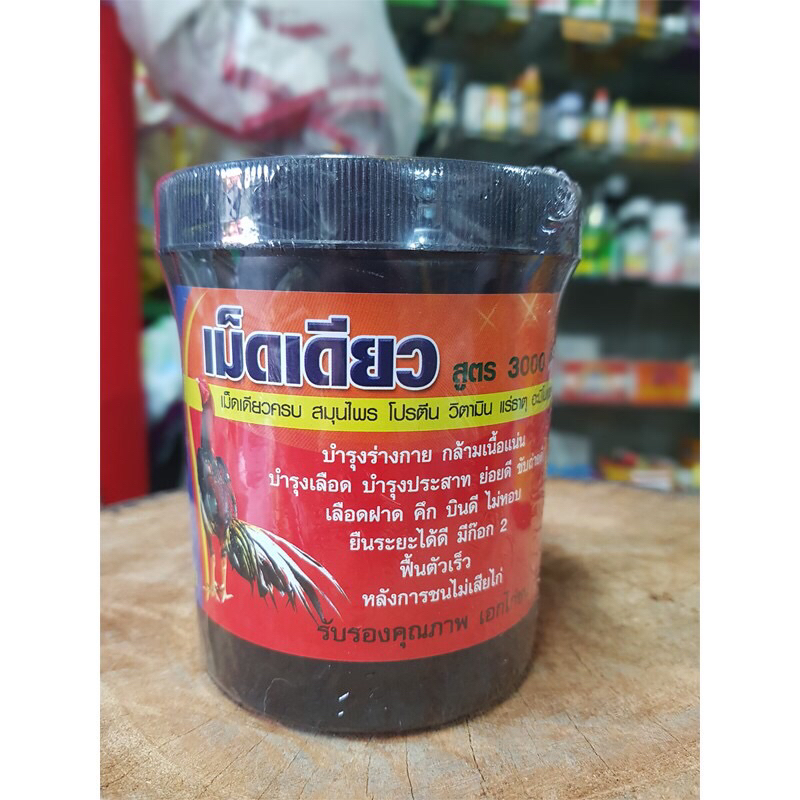 เม็ดเดียว สูตร 3000
เม็ดเดียวครบ สมุนไพร โปรตีน วิตามิน แร่ธาตุ
บำรุงร่างกาย กล้ามเนื้อแน่น
บำรุงเลือด บำรุงประสาท ย่อยดี ขับถ่ายดี
เลือดฝาด คึก บินดี ไม่หอบ
ยืนระยะได้ดี มีก๊อก 2
ฟื้นตัวเร็ว
หลังการชนไม่เสียไก่
รับรองคุณภาพ